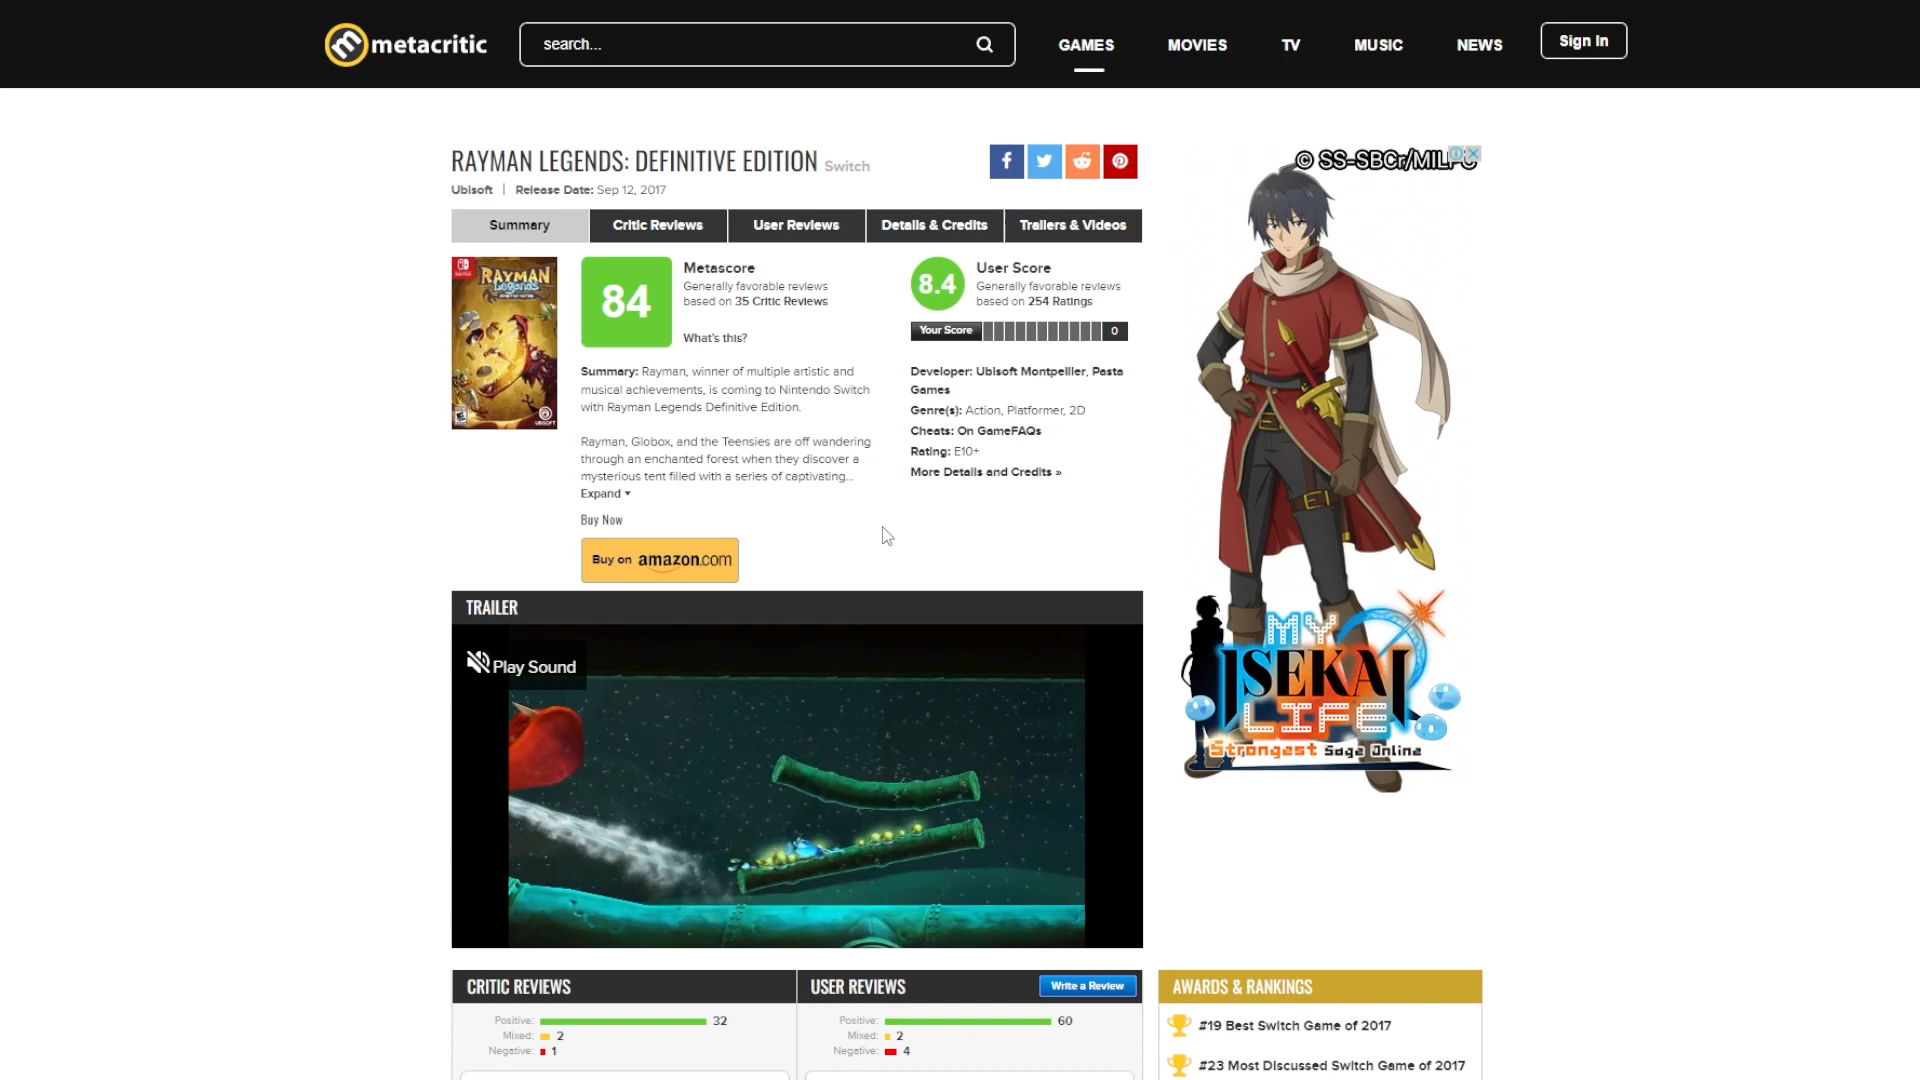 metacritic
search...
GAMES
MOVIES
TV
MUSIC
NEWS
Sign In
RAYMAN LEGENDS: DEFINITIVE EDITION Switch
Ubisoft | Release Date: Sep 12, 2017
Summary
Critic Reviews
User Reviews
Details & Credits
Trailers & Videos
RAYMAN
Legends
UBISOFT
84
Metascore
Generally favorable reviews
based on 35 Critic Reviews
What's this?
8.4
User Score
Generally favorable reviews
based on 254 Ratings
Your Score
0
Summary: Rayman, winner of multiple artistic and
musical achievements, is coming to Nintendo Switch
with Rayman Legends Definitive Edition.
Rayman, Globox, and the Teensies are off wandering
through an enchanted forest when they discover a
mysterious tent filled with a series of captivating...
Expand
Buy Now
Buy on amazon.com
Developer: Ubisoft Montpellier, Pasta
Games
Genre(s): Action, Platformer, 2D
Cheats: On GameFAQs
Rating: E10+
More Details and Credits »
TRAILER
Play Sound
© SS-SBCr/MILPC
MY
ISEKAI
LIFE
Strongest Sage Online
CRITIC REVIEWS
Positive: 32
Mixed: 2
Negative: 1
USER REVIEWS
Write a Review
Positive: 60
Mixed: 2
Negative: 4
AWARDS & RANKINGS
#19 Best Switch Game of 2017
#23 Most Discussed Switch Game of 2017